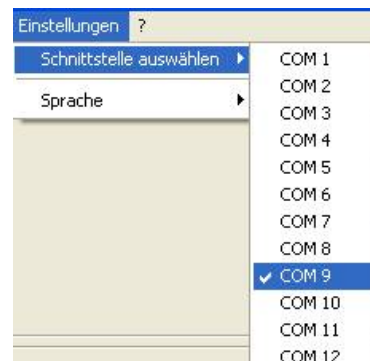 Einstellungen ?
Schnittstelle auswählen
Sprache
COM 1
COM 2
COM 3
COM 4
COM 5
COM 6
COM 7
COM 8
COM 9
COM 10
COM 11
COM 12